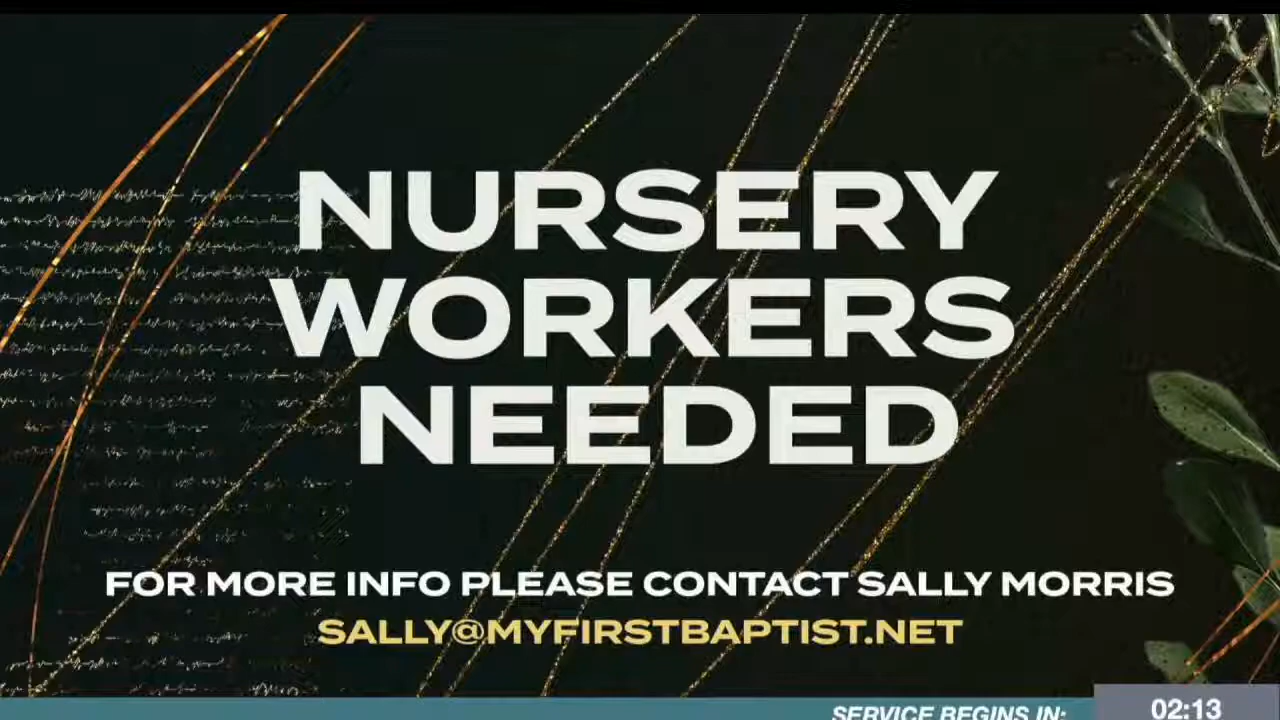 NURSERY
WORKERS
NEEDED
FOR MORE INFO PLEASE CONTACT SALLY MORRIS
SALLY@MYFIRSTBAPTIST.NET
SERVICE BEGINS IN: 02:13